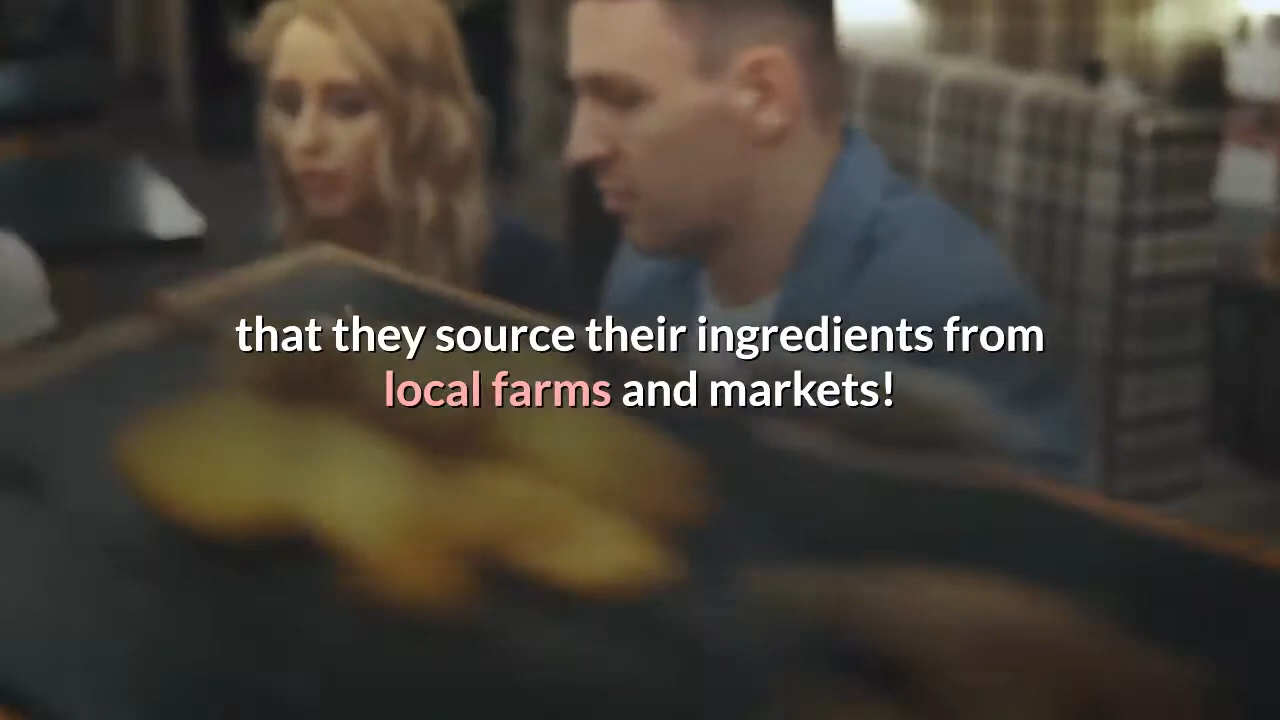 that they source their ingredients from
local farms and markets!